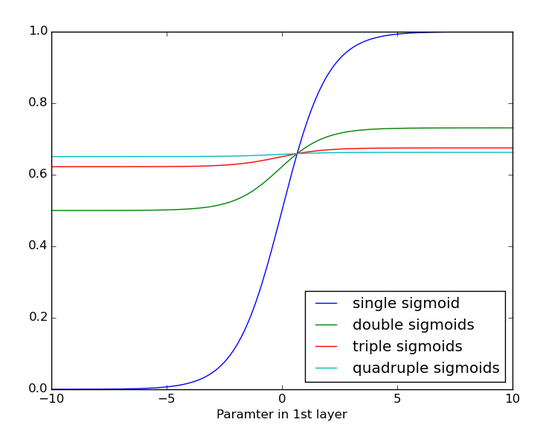 1.0
0.8
0.6
0.4
0.2
0.0
−10
−5
0
5
10
single sigmoid
double sigmoids
triple sigmoids
quadruple sigmoids
Paramter in 1st layer